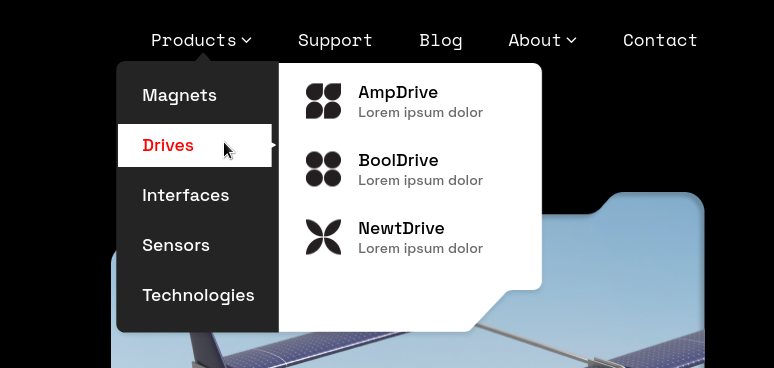 Products Support Blog About Contact
Magnets
Drives
Interfaces
Sensors
Technologies
AmpDrive
Lorem ipsum dolor
BoolDrive
Lorem ipsum dolor
NewtDrive
Lorem ipsum dolor